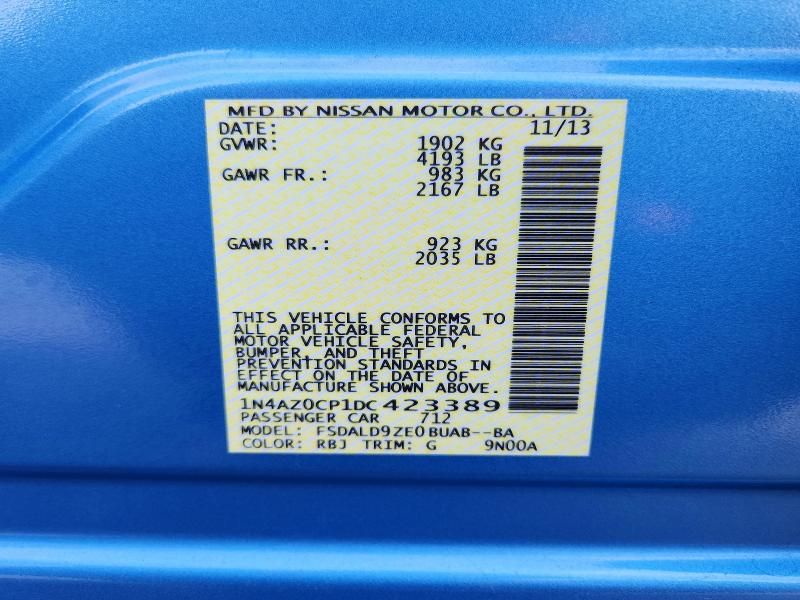 MFD BY NISSAN MOTOR CO., LTD.
DATE: 11/13
GVWR: 1902 KG
4193 LB
GAWR FR.: 983 KG
2167 LB
GAWR RR.: 923 KG
2035 LB
THIS VEHICLE CONFORMS TO
ALL APPLICABLE FEDERAL
MOTOR VEHICLE SAFETY,
BUMPER, AND THEFT
PREVENTION STANDARDS IN
EFFECT ON THE DATE OF
MANUFACTURE SHOWN ABOVE.
1N4AZ0CP1DC423389
PASSENGER CAR 712
MODEL: FSDALD9ZE0BUAB--BA
COLOR: RBJ TRIM: G 9N00A